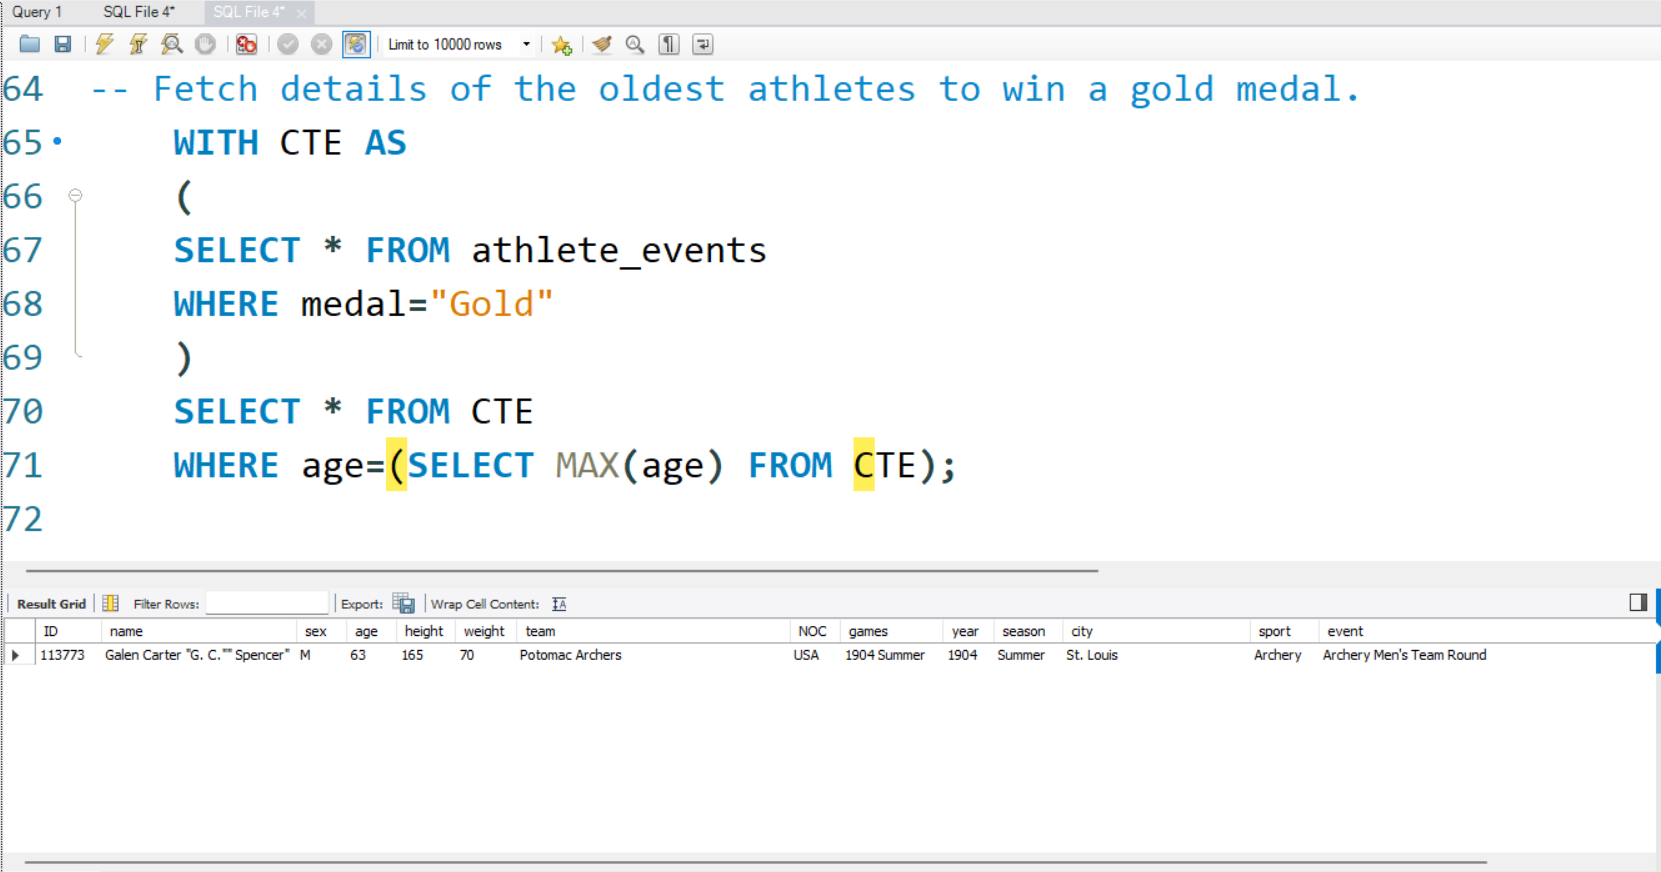 Query 1 SQL File 4* SQL File 4*
Limit to 10000 rows
64 -- Fetch details of the oldest athletes to win a gold medal.
65 WITH CTE AS
66 (
67 SELECT * FROM athlete_events
68 WHERE medal="Gold"
69 )
70 SELECT * FROM CTE
71 WHERE age=(SELECT MAX(age) FROM CTE);
72
Result Grid Filter Rows: Export: Wrap Cell Content: IA
ID name sex age height weight team NOC games year season city sport event
113773 Galen Carter "G. C."" Spencer" M 63 165 70 Potomac Archers USA 1904 Summer 1904 Summer St. Louis Archery Archery Men's Team Round